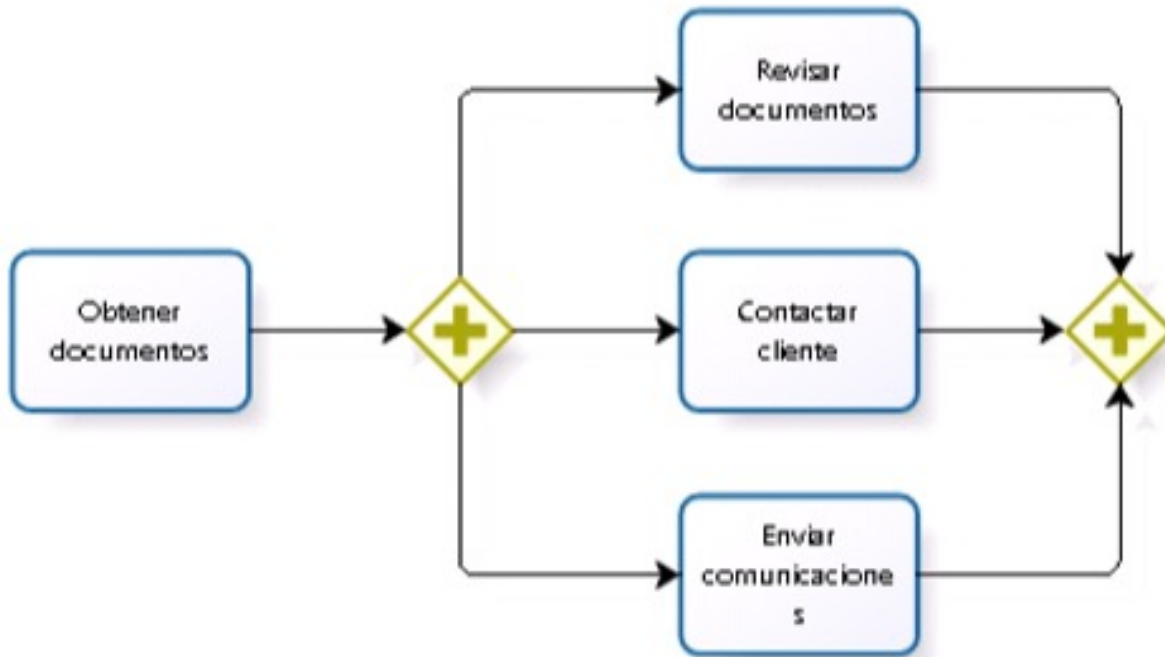 Revisar
documentos
Obtener
documentos
Contactar
cliente
Enviar
comunicacione
s